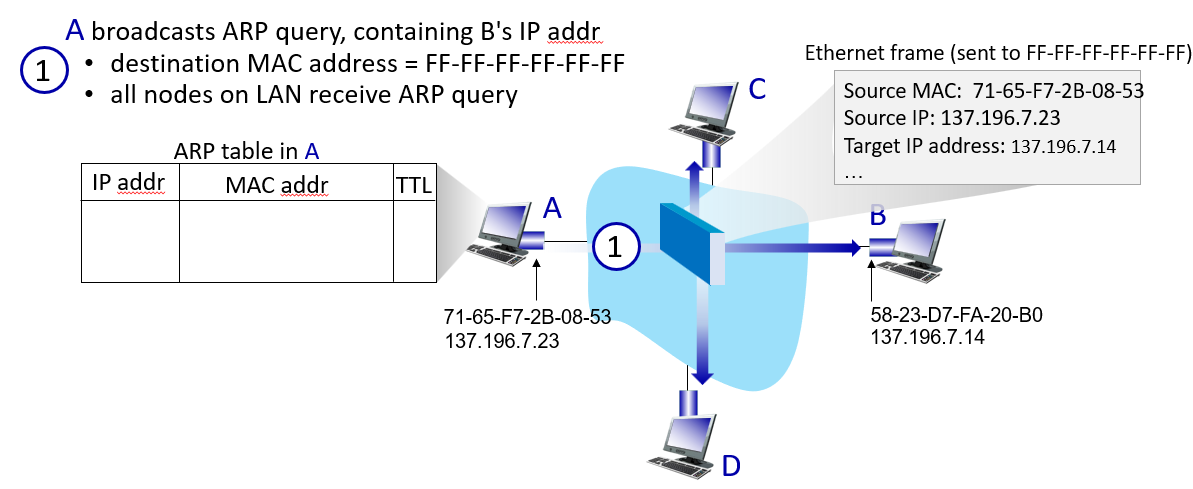 A broadcasts ARP query, containing B's IP addr
1
• destination MAC address = FF-FF-FF-FF-FF-FF
• all nodes on LAN receive ARP query
Ethernet frame (sent to FF-FF-FF-FF-FF-FF)
Source MAC: 71-65-F7-2B-08-53
Source IP: 137.196.7.23
Target IP address: 137.196.7.14
…
C
ARP table in A
IP addr MAC addr TTL
A
1
B
71-65-F7-2B-08-53
137.196.7.23
58-23-D7-FA-20-B0
137.196.7.14
D